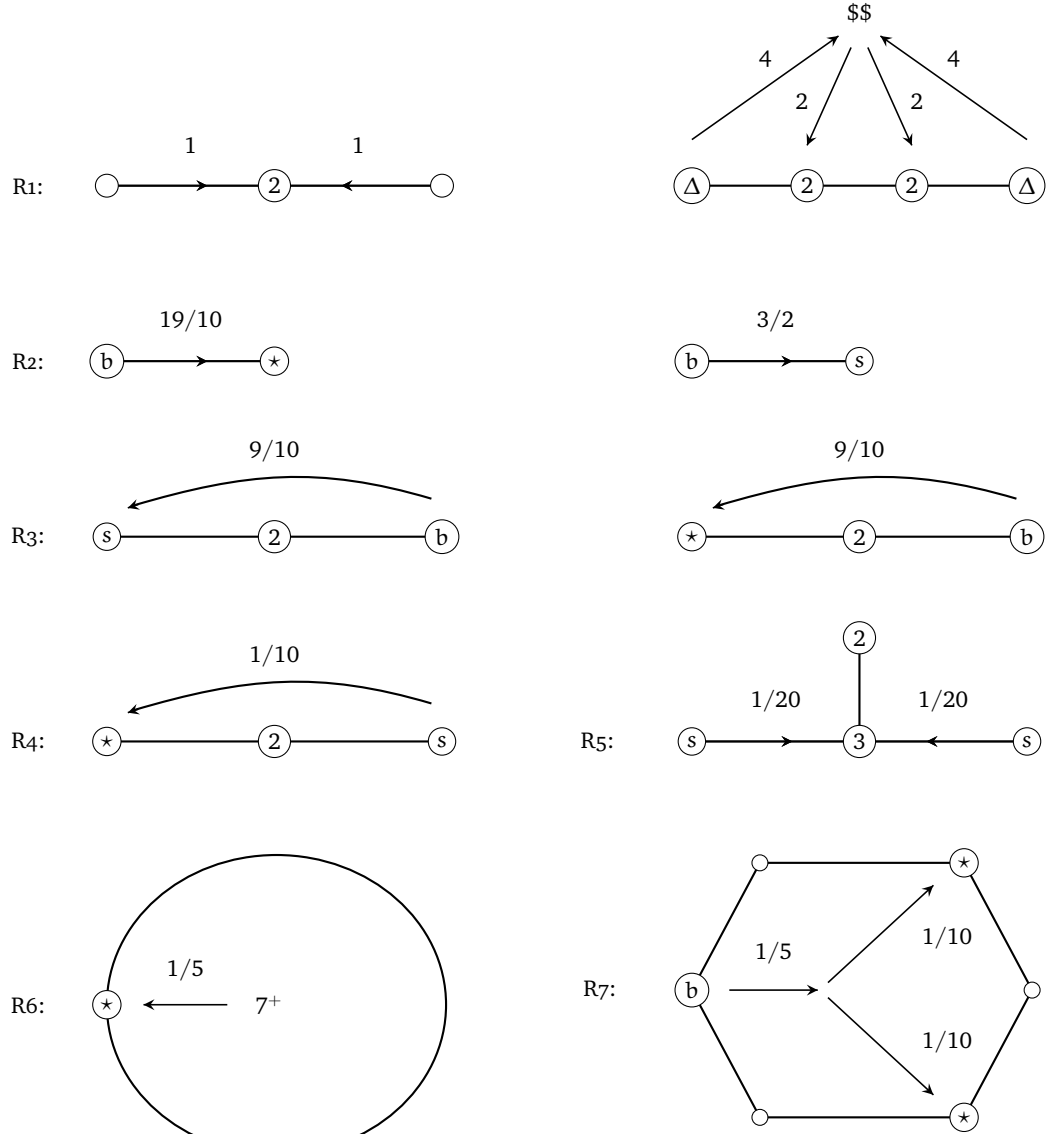 $$
4 4
1 1 2 2
R1: 2 Δ 2 2 Δ
19/10 3/2
R2: b ⋆ b s
9/10 9/10
R3: s 2 b ⋆ 2 b
2
1/10
1/20 1/20
R4: ⋆ 2 s R5: s 3 s
⋆
1/10
1/5 1/5
R6: ⋆ 7+ R7: b
1/10
⋆